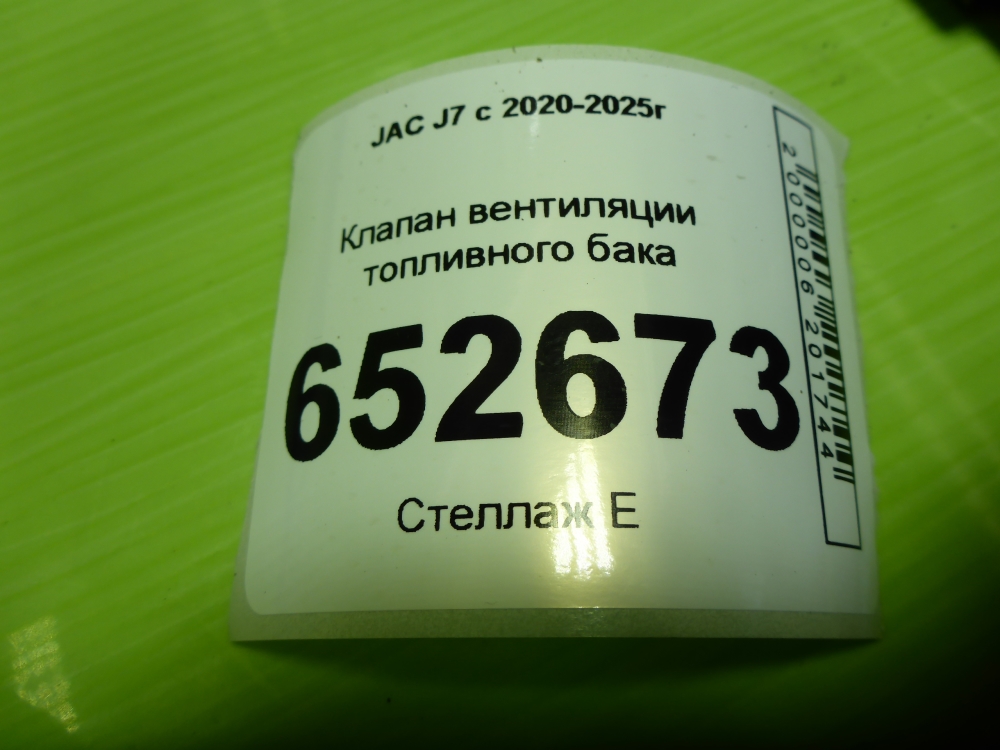 JAC J7 с 2020-2025г
Клапан вентиляции
топливного бака
652673
Стеллаж Е
2000006201744